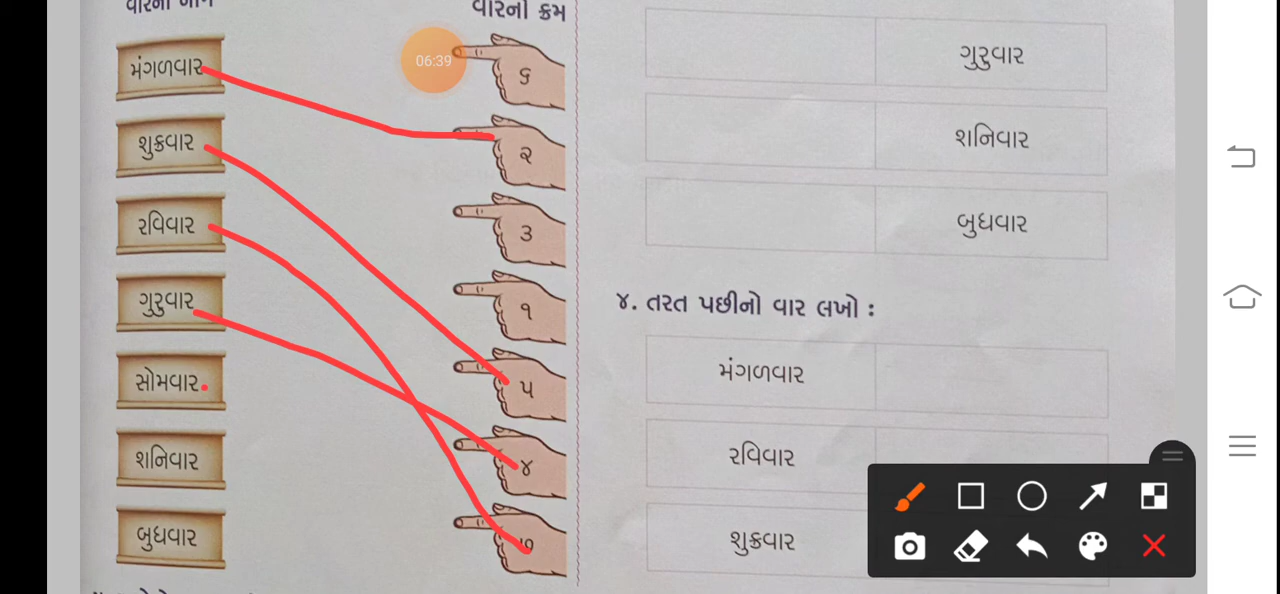 વારનો ક્રમ
06:39
મંગળવાર
૬
શુક્રવાર
૨
રવિવાર
૩
ગુરુવાર
૧
સોમવાર
૫
શનિવાર
૪
બુધવાર
૭
ગુરુવાર
શનિવાર
બુધવાર
૪. તરત પછીનો વાર લખો :
મંગળવાર
રવિવાર
શુક્રવાર